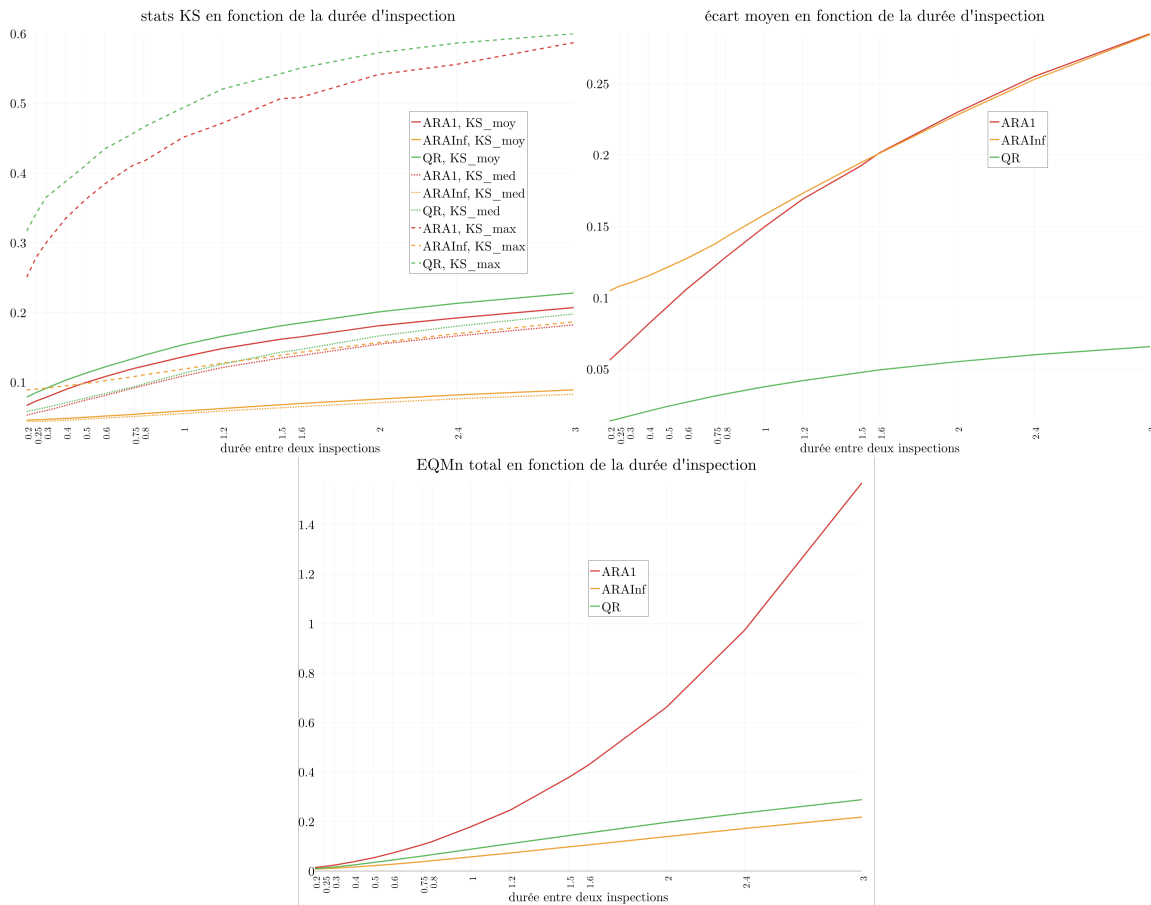 stats KS en fonction de la durée d'inspection
0.6
0.5
0.4
0.3
0.2
0.1
ARA1, KS_moy
ARAInf, KS_moy
QR, KS_moy
ARA1, KS_med
ARAInf, KS_med
QR, KS_med
ARA1, KS_max
ARAInf, KS_max
QR, KS_max
0.2 0.25 0.3 0.4 0.5 0.6 0.75 0.8 1 1.2 1.5 1.6 2 2.4 3
durée entre deux inspections
écart moyen en fonction de la durée d'inspection
0.25
0.2
0.15
0.1
0.05
ARA1
ARAInf
QR
0.2 0.25 0.3 0.4 0.5 0.6 0.75 0.8 1 1.2 1.5 1.6 2 2.4
durée entre deux inspections
EQMn total en fonction de la durée d'inspection
1.4
1.2
1
0.8
0.6
0.4
0.2
0
ARA1
ARAInf
QR
0.2 0.25 0.3 0.4 0.5 0.6 0.75 0.8 1 1.2 1.5 1.6 2 2.4 3
durée entre deux inspections